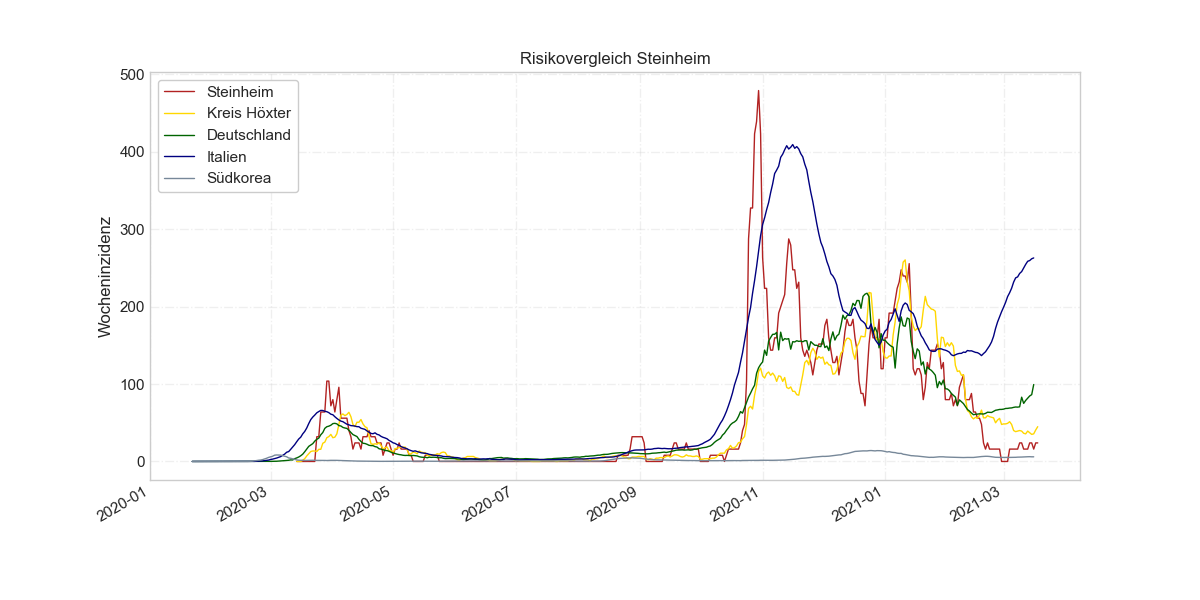 Risikovergleich Steinheim
Steinheim
Kreis Höxter
Deutschland
Italien
Südkorea
Wocheninzidenz
500
400
300
200
100
0
2020-01
2020-03
2020-05
2020-07
2020-09
2020-11
2021-01
2021-03